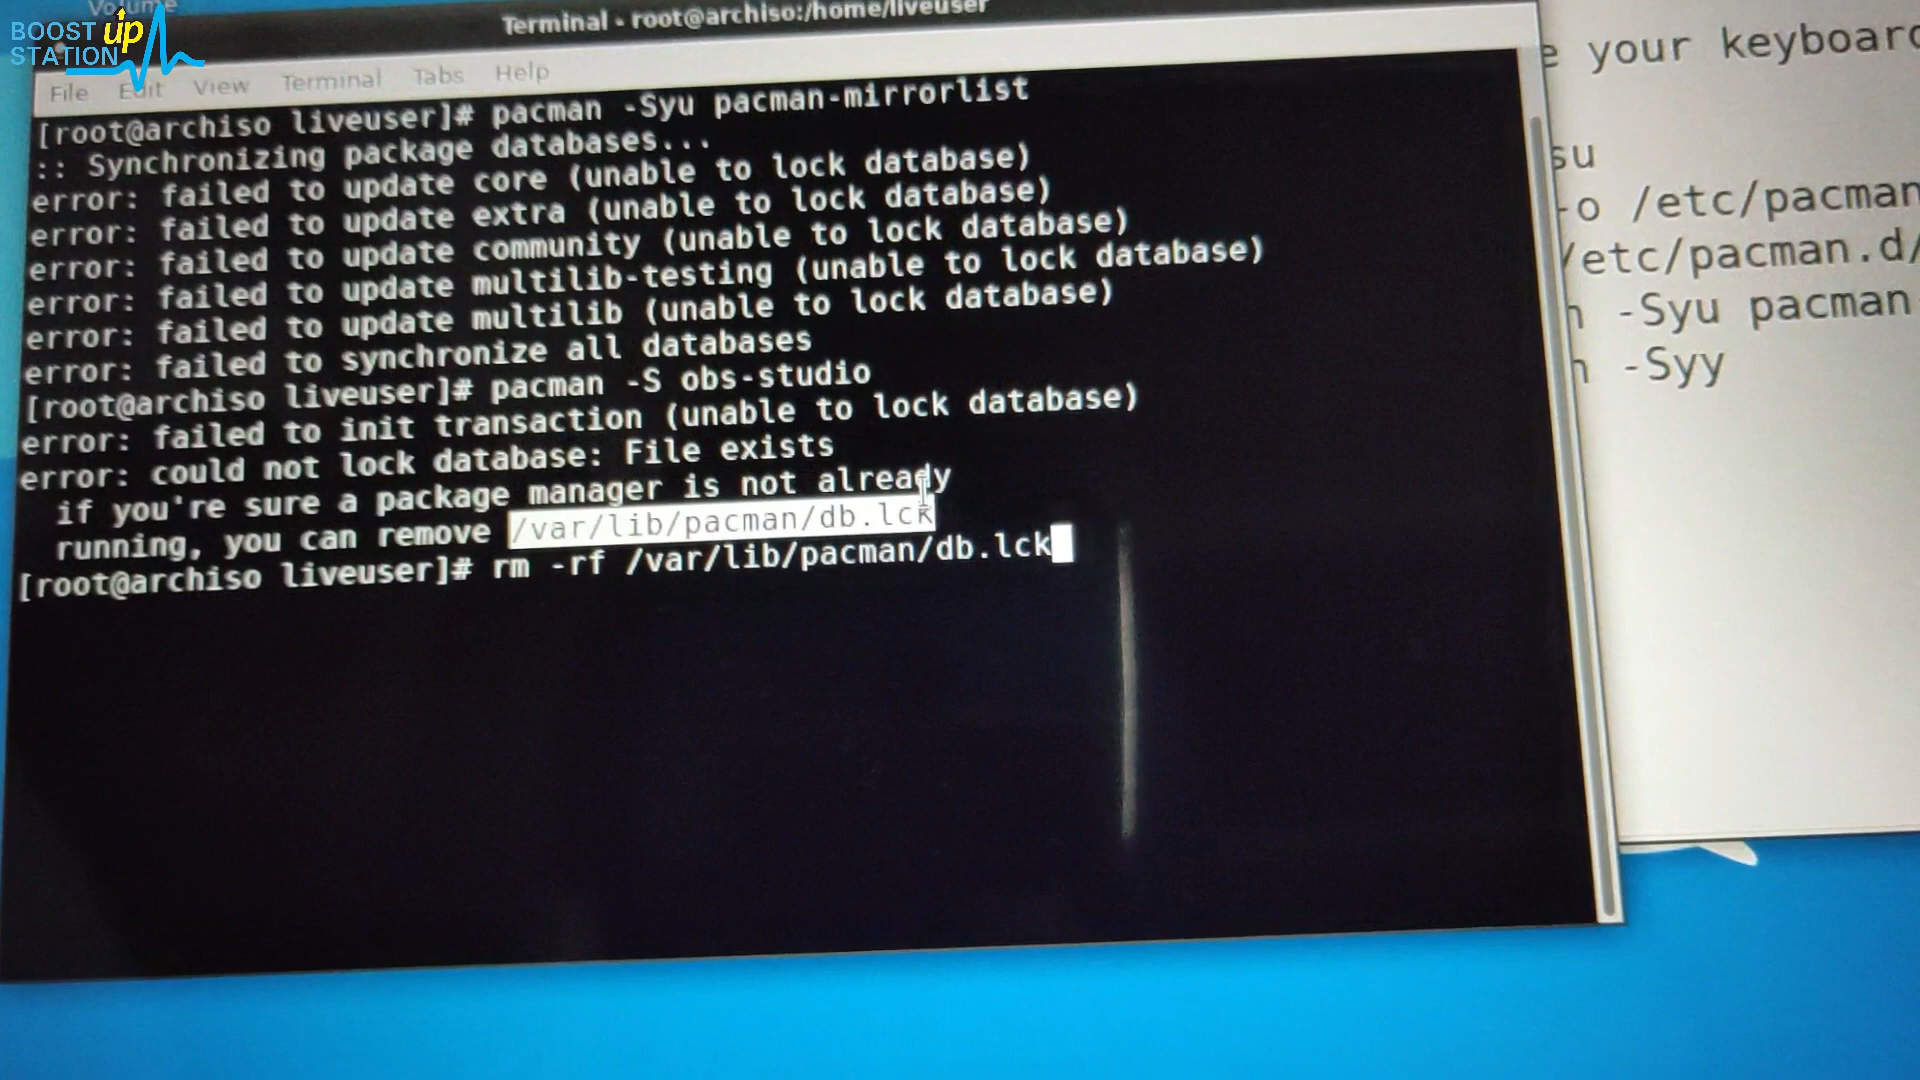 Volume
BOOST up
STATION
Terminal - root@archiso:/home/liveuser
File Edit View Terminal Tabs Help
[root@archiso liveuser]# pacman -Syu pacman-mirrorlist
:: Synchronizing package databases...
error: failed to update core (unable to lock database)
error: failed to update extra (unable to lock database)
error: failed to update community (unable to lock database)
error: failed to update multilib-testing (unable to lock database)
error: failed to update multilib (unable to lock database)
error: failed to synchronize all databases
[root@archiso liveuser]# pacman -S obs-studio
error: failed to init transaction (unable to lock database)
error: could not lock database: File exists
if you're sure a package manager is not already
running, you can remove /var/lib/pacman/db.lck
[root@archiso liveuser]# rm -rf /var/lib/pacman/db.lck
e your keyboard
su
-o /etc/pacman
/etc/pacman.d/
n -Syu pacman
n -Syy